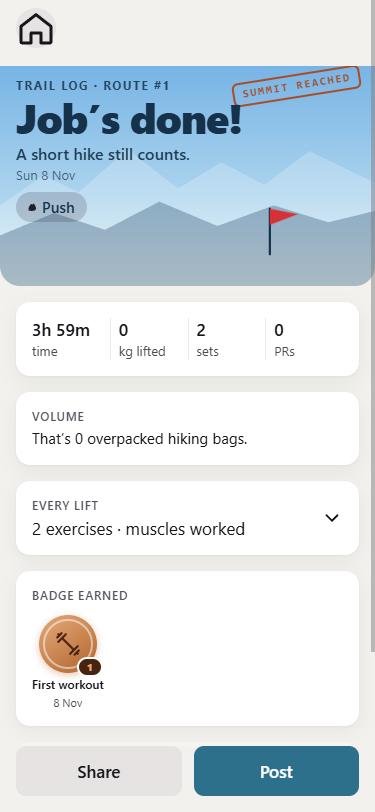 TRAIL LOG · ROUTE #1
SUMMIT REACHED
Job's done!
A short hike still counts.
Sun 8 Nov
Push
3h 59m
time
0
kg lifted
2
sets
0
PRs
VOLUME
That's 0 overpacked hiking bags.
EVERY LIFT
2 exercises · muscles worked
BADGE EARNED
1
First workout
8 Nov
Share
Post